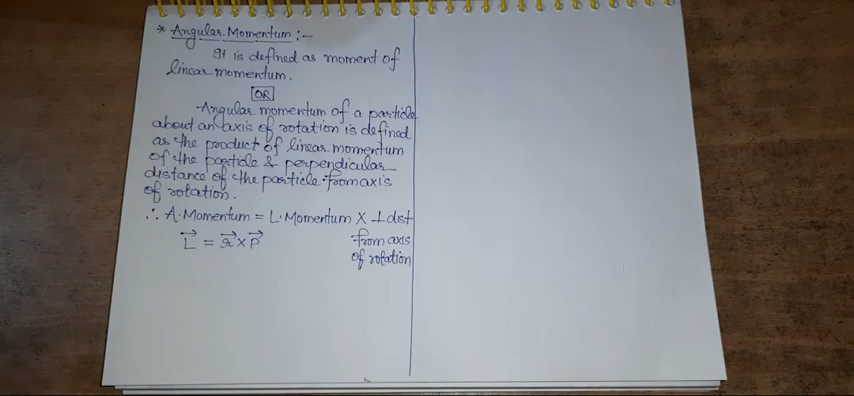 * Angular Momentum :-
It is defined as moment of
linear momentum.
OR
Angular momentum of a particle
about an axis of rotation is defined
as the product of linear momentum
of the particle & perpendicular
distance of the particle from axis
of rotation.
∴ A. Momentum = L. Momentum X ⊥ dist
from axis
of rotation
L⃗ = r⃗ × P⃗